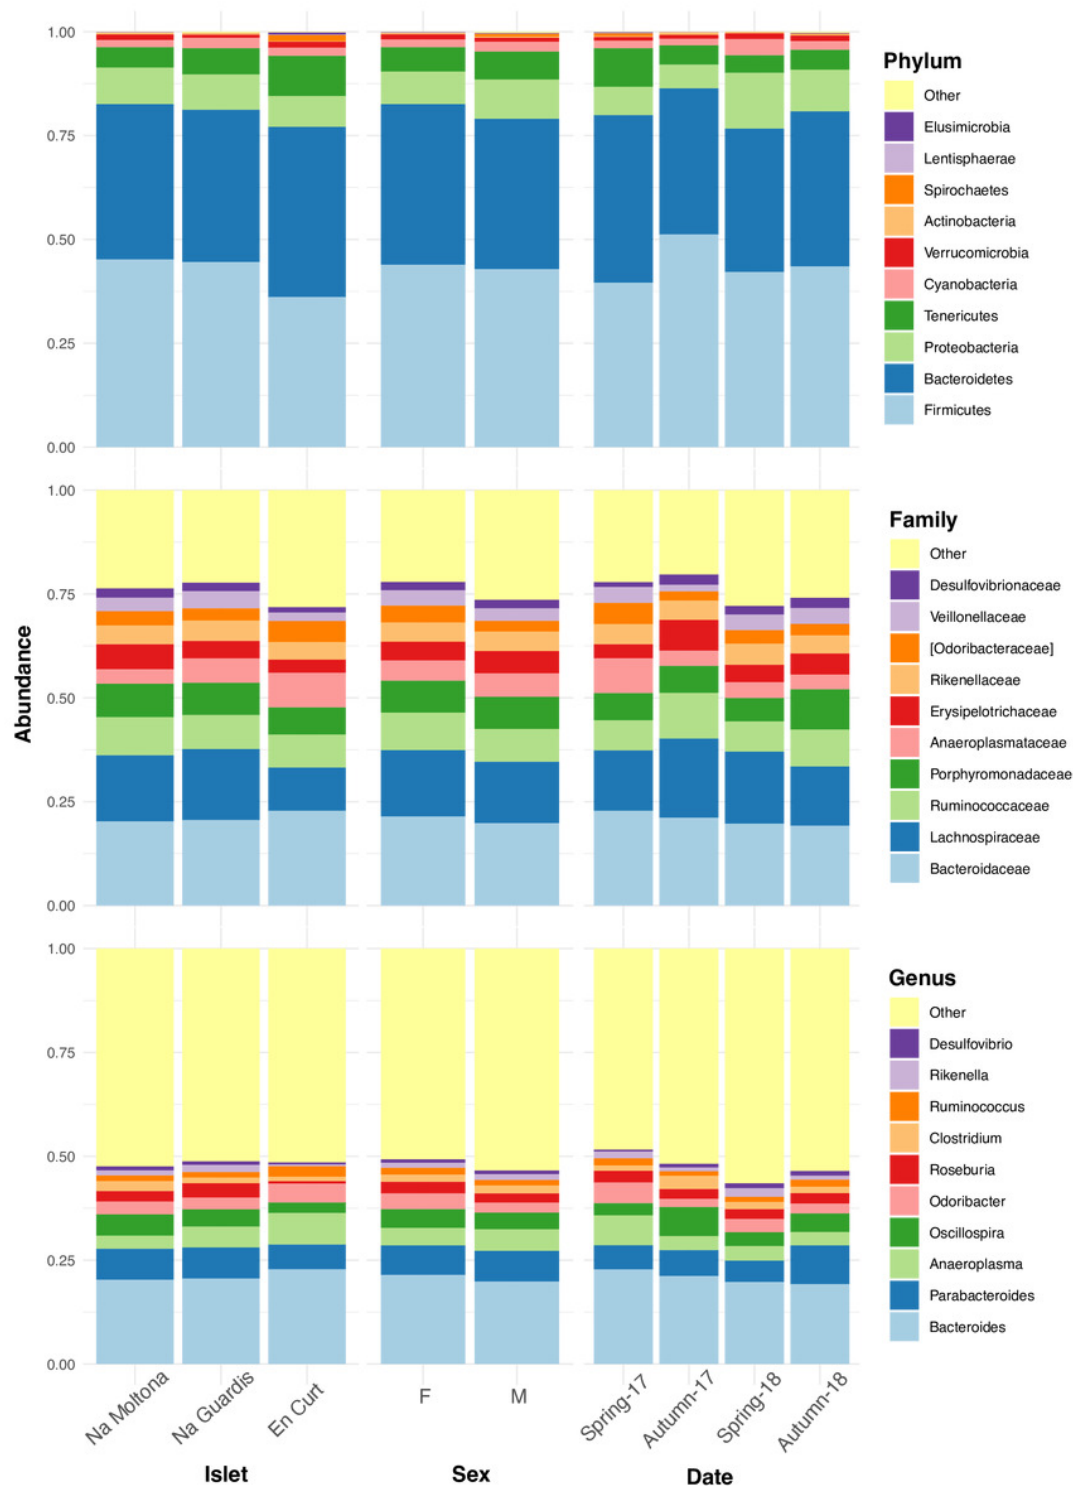 1.00
0.75
0.50
0.25
0.00
Phylum
Other
Elusimicrobia
Lentisphaerae
Spirochaetes
Actinobacteria
Verrucomicrobia
Cyanobacteria
Tenericutes
Proteobacteria
Bacteroidetes
Firmicutes
Abundance
1.00
0.75
0.50
0.25
0.00
Family
Other
Desulfovibrionaceae
Veillonellaceae
[Odoribacteraceae]
Rikenellaceae
Erysipelotrichaceae
Anaeroplasmataceae
Porphyromonadaceae
Ruminococcaceae
Lachnospiraceae
Bacteroidaceae
1.00
0.75
0.50
0.25
0.00
Genus
Other
Desulfovibrio
Rikenella
Ruminococcus
Clostridium
Roseburia
Odoribacter
Oscillospira
Anaeroplasma
Parabacteroides
Bacteroides
Na Moltona
Na Guardis
En Curt
F
M
Spring-17
Autumn-17
Spring-18
Autumn-18
Islet
Sex
Date